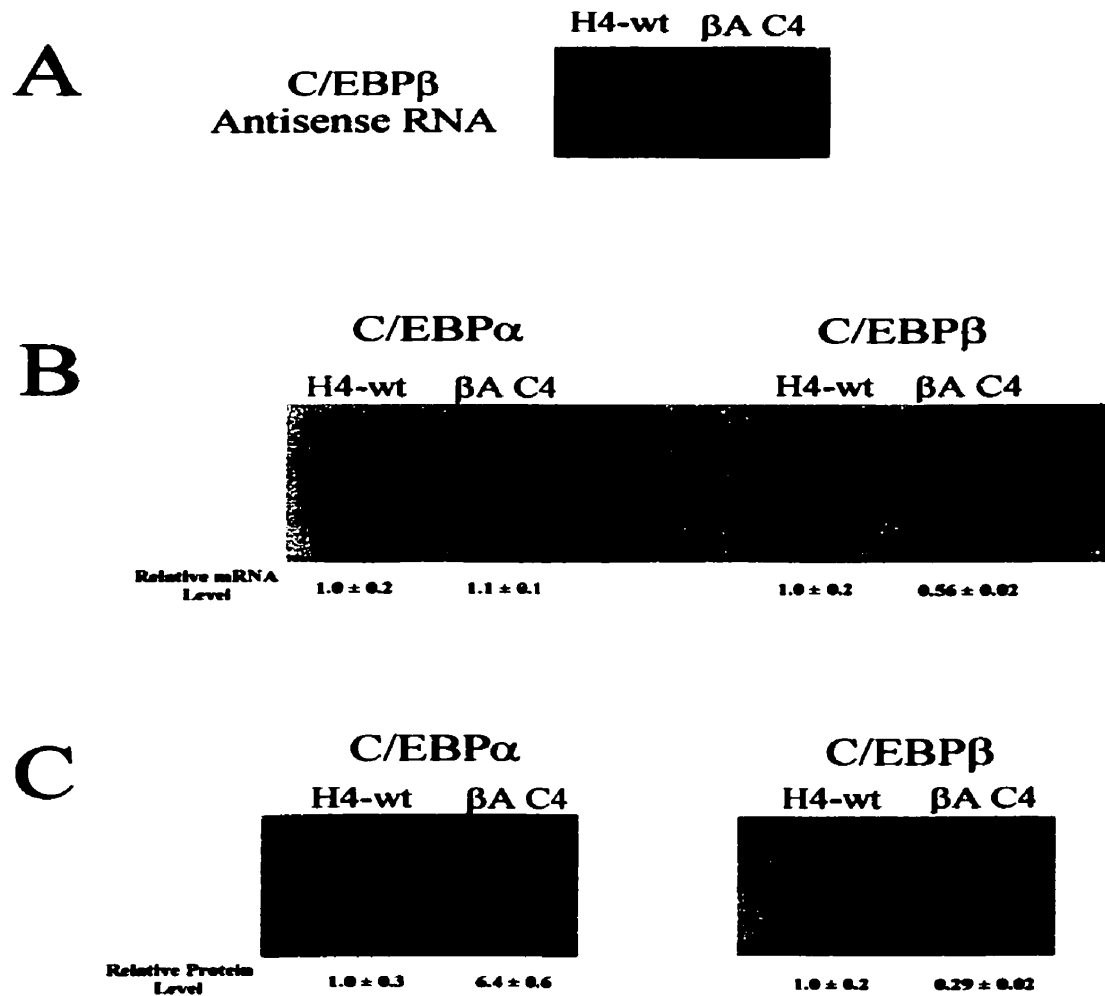 A
H4-wt βA C4
C/EBPβ
Antisense RNA
B
C/EBPα C/EBPβ
H4-wt βA C4 H4-wt βA C4
Relative mRNA
Level
1.0 ± 0.2 1.1 ± 0.1 1.0 ± 0.2 0.56 ± 0.02
C
C/EBPα C/EBPβ
H4-wt βA C4 H4-wt βA C4
Relative Protein
Level
1.0 ± 0.3 6.4 ± 0.6 1.0 ± 0.2 0.29 ± 0.02